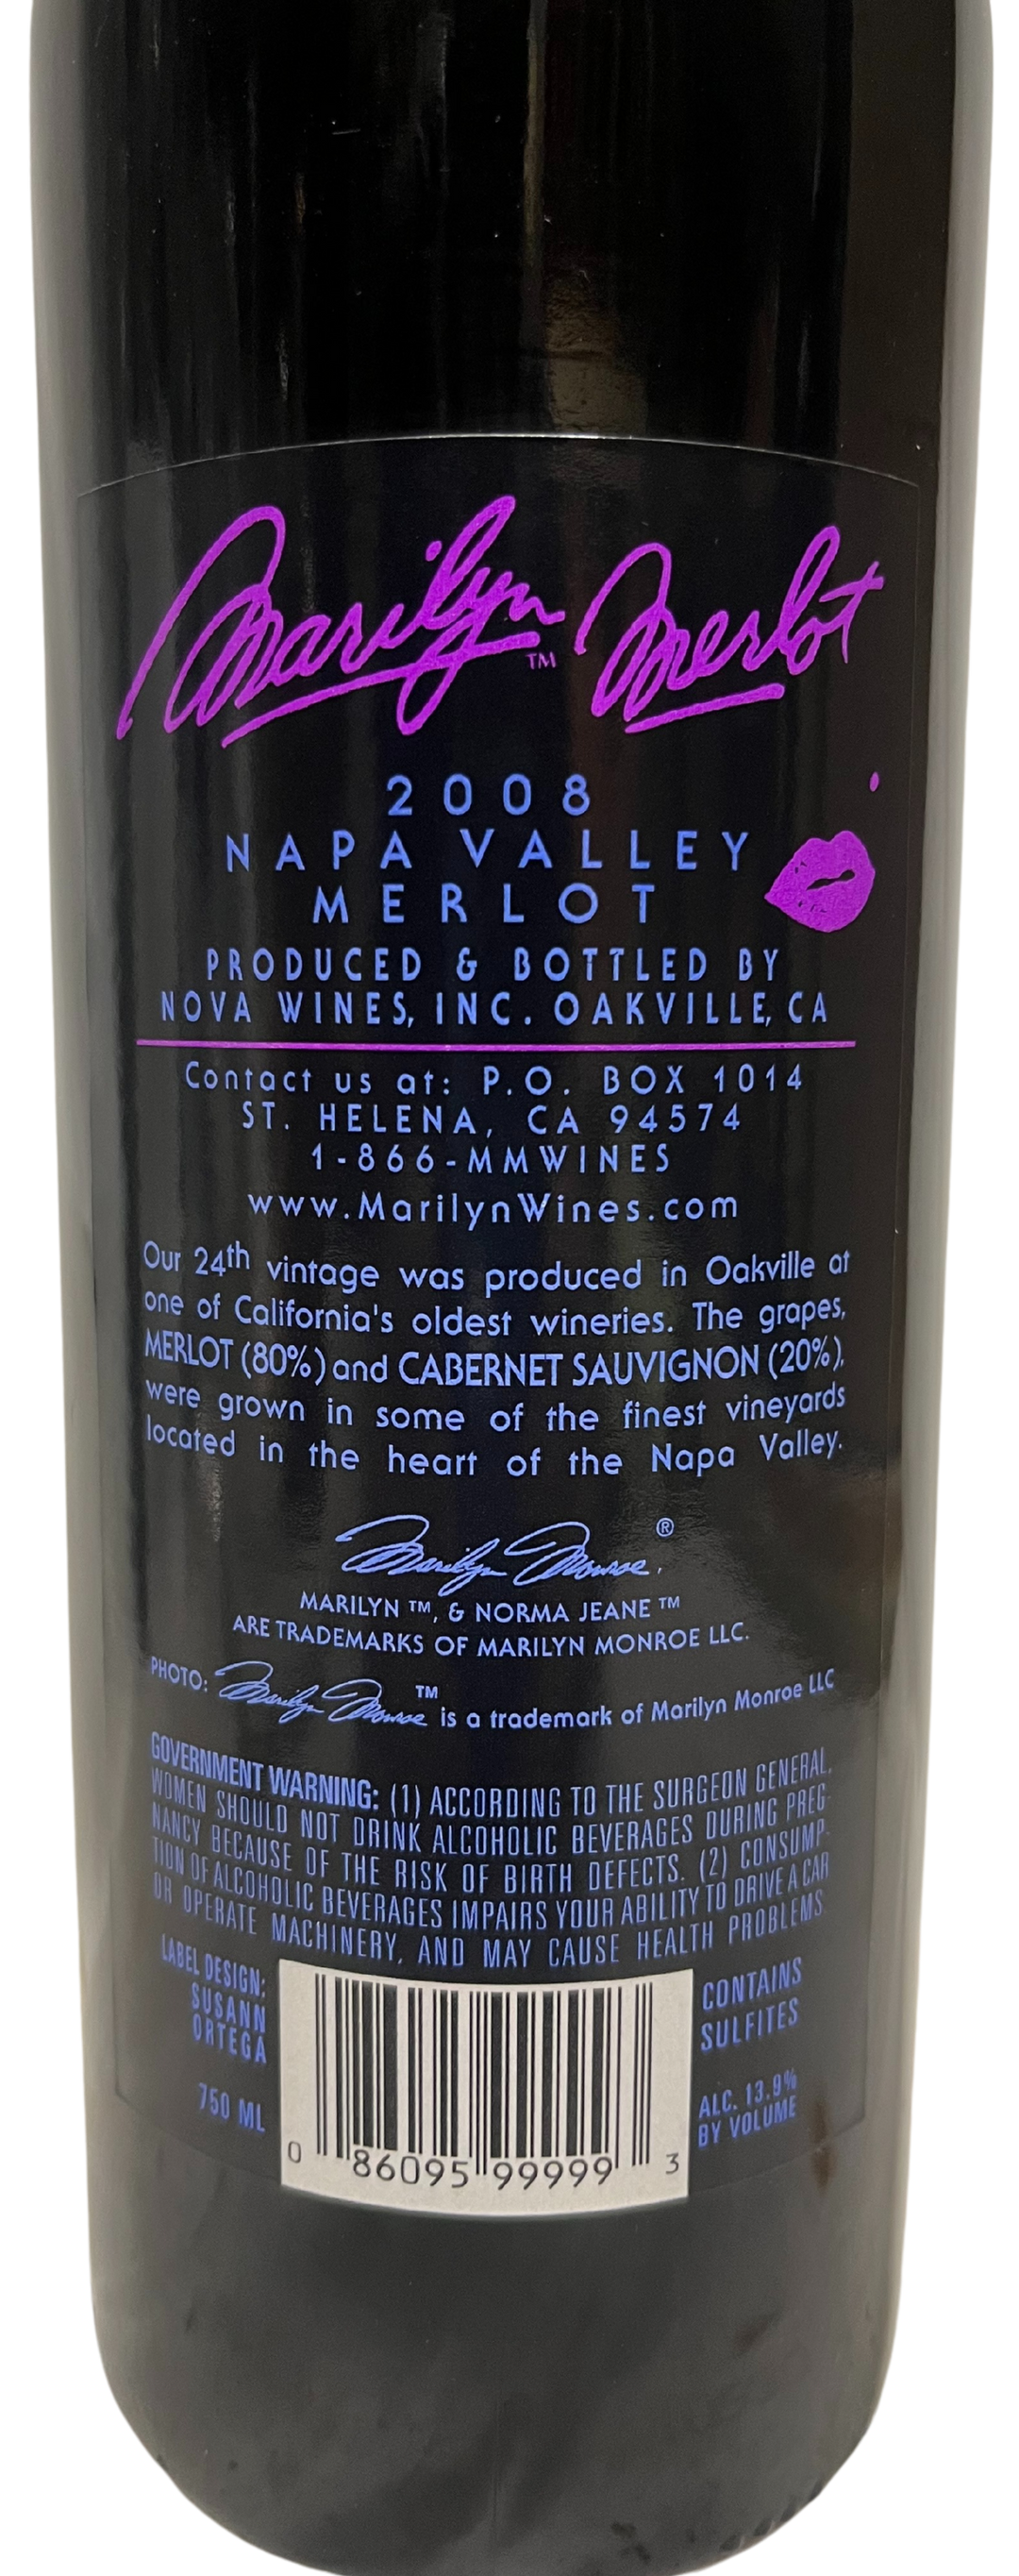 Marilyn™ Merlot
2008
NAPA VALLEY
MERLOT
PRODUCED & BOTTLED BY
NOVA WINES, INC. OAKVILLE, CA
Contact us at: P.O. BOX 1014
ST. HELENA, CA 94574
1-866-MMWINES
www.MarilynWines.com
Our 24th vintage was produced in Oakville at
one of California's oldest wineries. The grapes,
MERLOT (80%) and CABERNET SAUVIGNON (20%),
were grown in some of the finest vineyards
located in the heart of the Napa Valley.
Marilyn Monroe®,
MARILYN ™, & NORMA JEANE ™
ARE TRADEMARKS OF MARILYN MONROE LLC.
PHOTO: Marilyn Monroe™ is a trademark of Marilyn Monroe LLC
GOVERNMENT WARNING: (1) ACCORDING TO THE SURGEON GENERAL,
WOMEN SHOULD NOT DRINK ALCOHOLIC BEVERAGES DURING PREG-
NANCY BECAUSE OF THE RISK OF BIRTH DEFECTS. (2) CONSUMP-
TION OF ALCOHOLIC BEVERAGES IMPAIRS YOUR ABILITY TO DRIVE A CAR
OR OPERATE MACHINERY, AND MAY CAUSE HEALTH PROBLEMS.
LABEL DESIGN:
SUSANN
ORTEGA
750 ML
0 86095 99999 3
CONTAINS
SULFITES
ALC. 13.9%
BY VOLUME